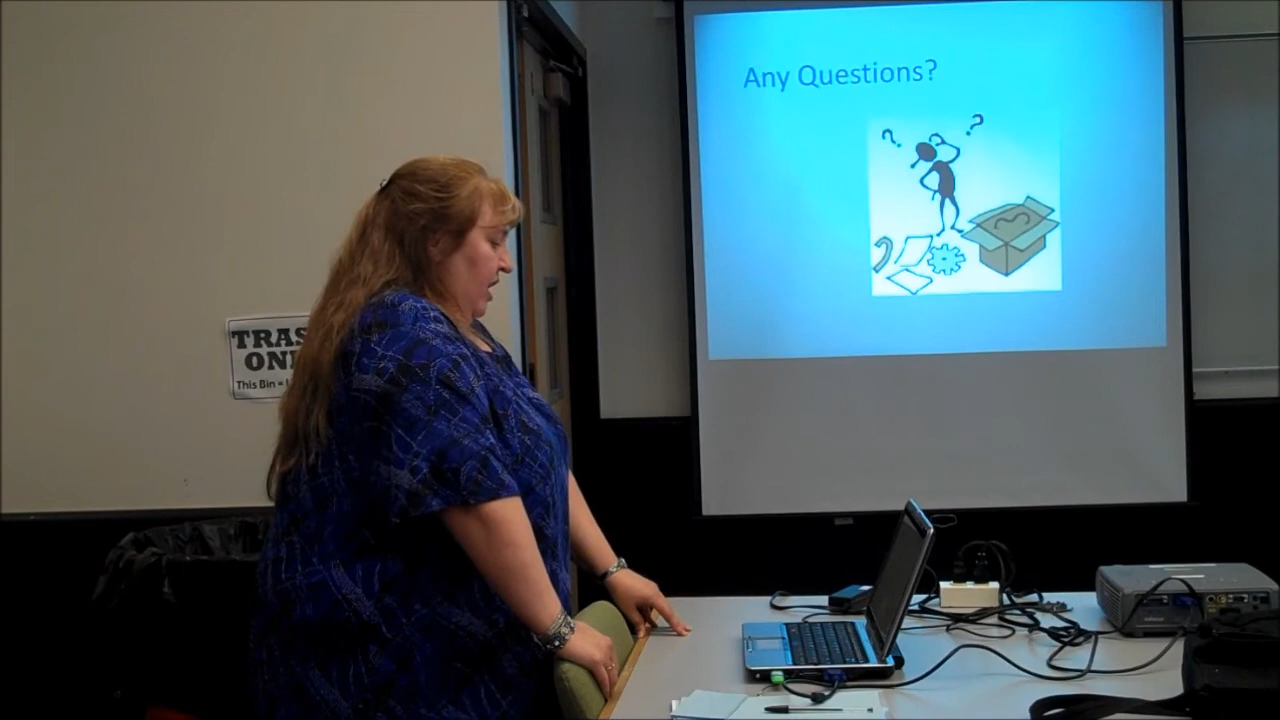 Any Questions?
? ?
TRAS
ONL
This Bin =